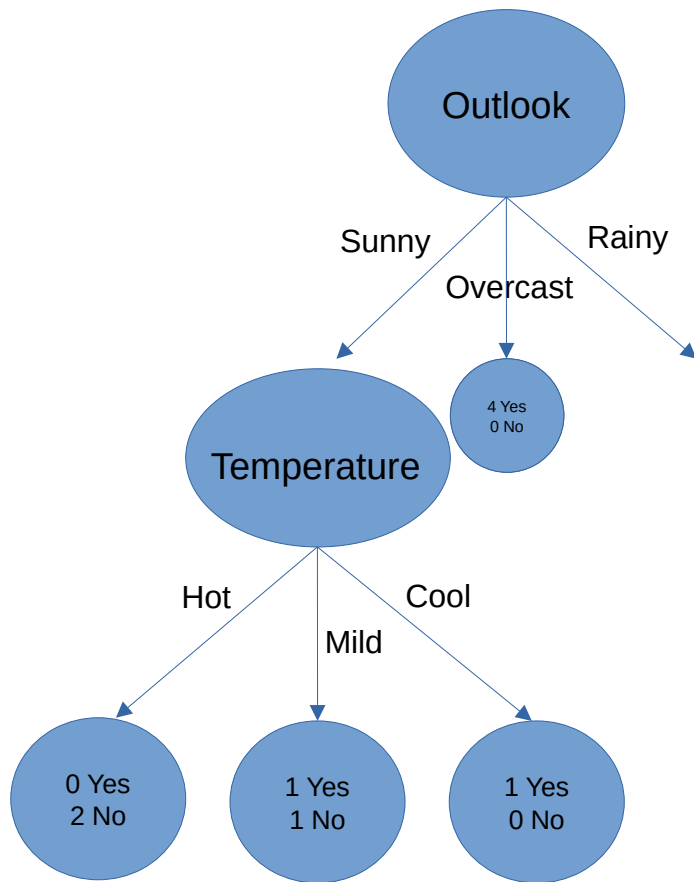 Outlook
Sunny
Rainy
Overcast
4 Yes
0 No
Temperature
Hot
Cool
Mild
0 Yes
2 No
1 Yes
1 No
1 Yes
0 No